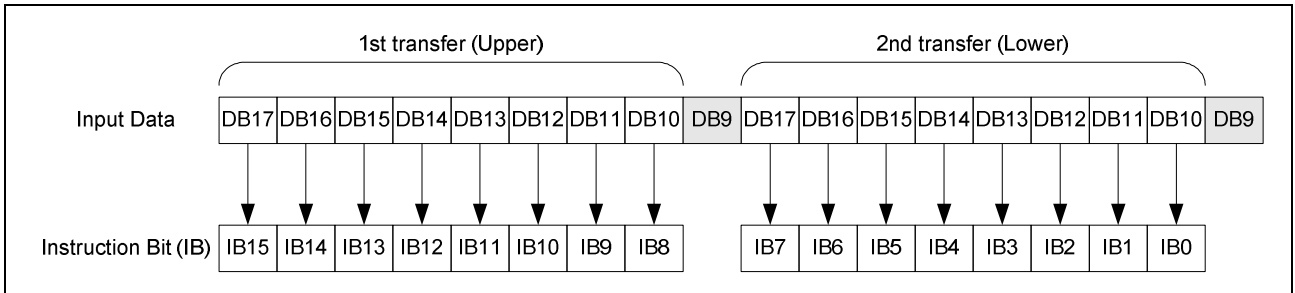 1st transfer (Upper) 2nd transfer (Lower)
Input Data DB17 DB16 DB15 DB14 DB13 DB12 DB11 DB10 DB9 DB17 DB16 DB15 DB14 DB13 DB12 DB11 DB10 DB9
Instruction Bit (IB) IB15 IB14 IB13 IB12 IB11 IB10 IB9 IB8 IB7 IB6 IB5 IB4 IB3 IB2 IB1 IB0